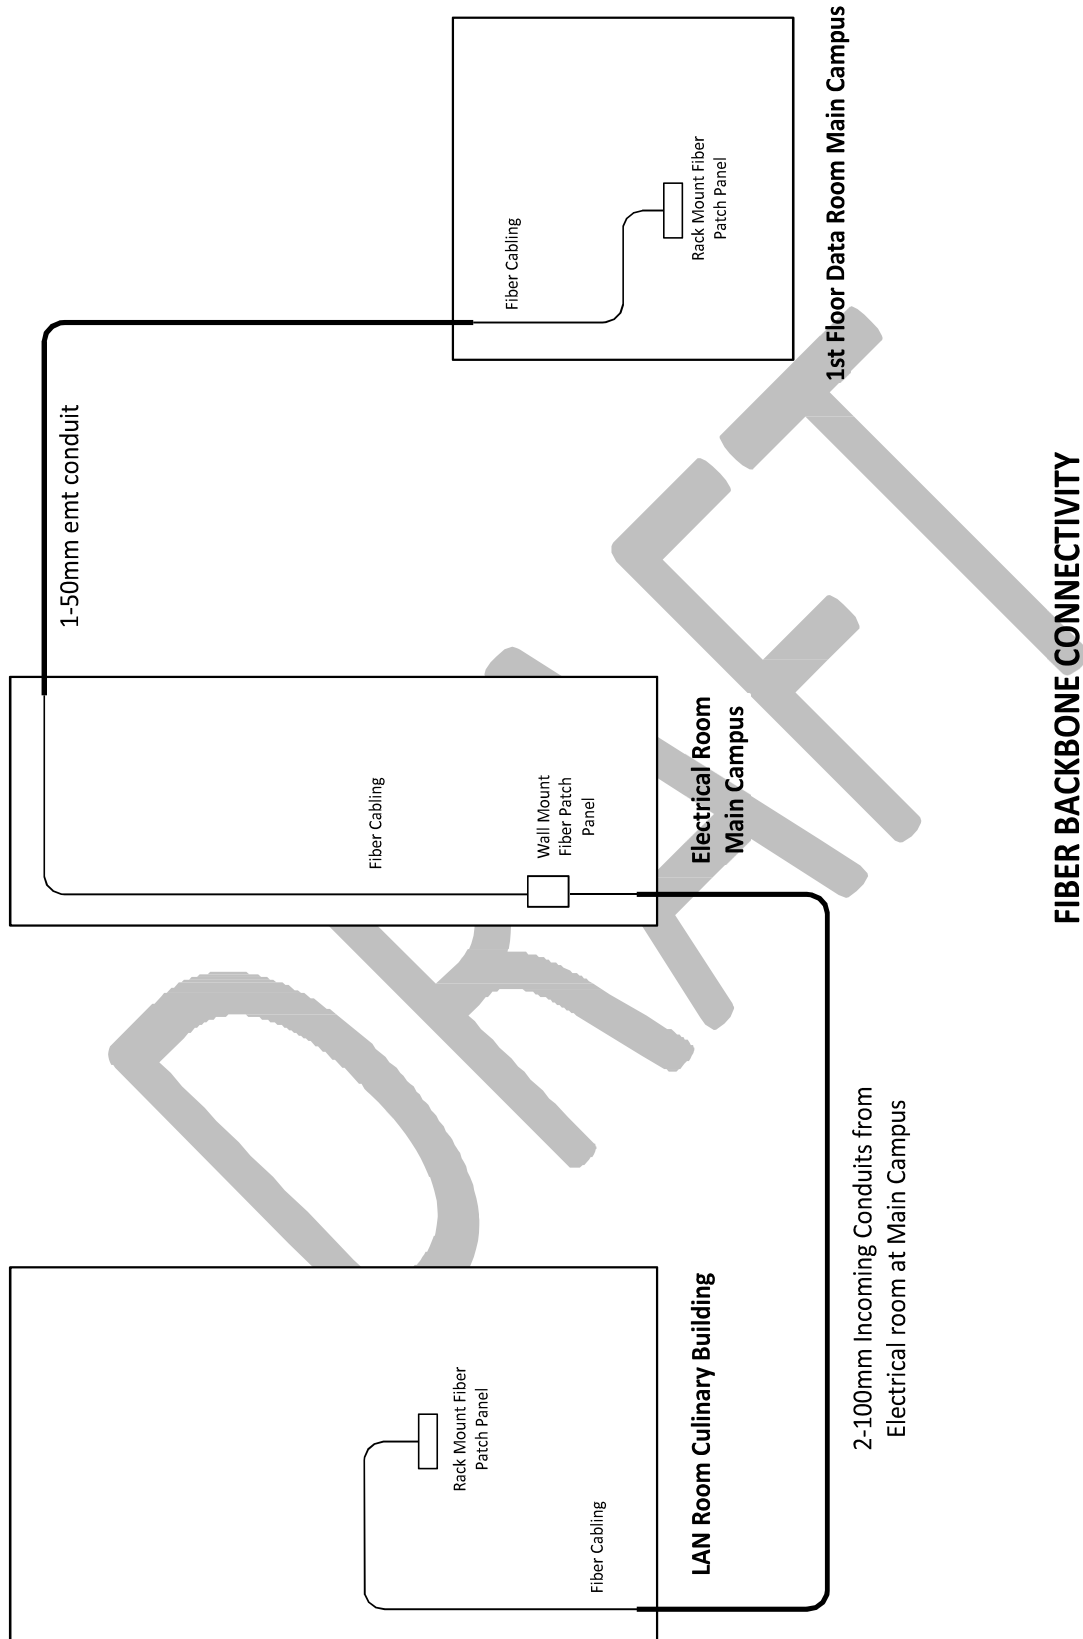 Rack Mount Fiber
Patch Panel
Fiber Cabling
LAN Room Culinary Building
2-100mm Incoming Conduits from
Electrical room at Main Campus
Fiber Cabling
Wall Mount
Fiber Patch
Panel
Electrical Room
Main Campus
1-50mm emt conduit
Fiber Cabling
Rack Mount Fiber
Patch Panel
1st Floor Data Room Main Campus
FIBER BACKBONE CONNECTIVITY
DRAFT